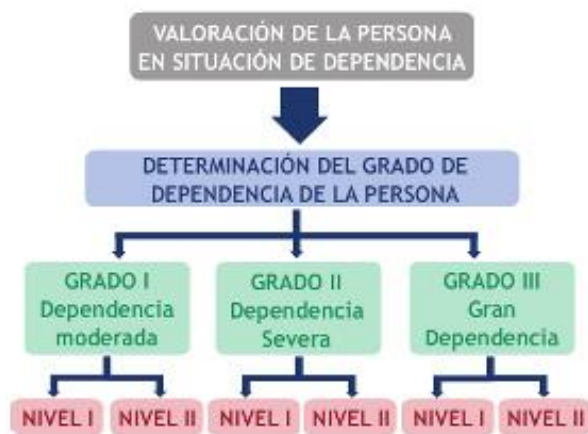 VALORACIÓN DE LA PERSONA
EN SITUACIÓN DE DEPENDENCIA
DETERMINACIÓN DEL GRADO DE
DEPENDENCIA DE LA PERSONA
GRADO I
Dependencia
moderada
GRADO II
Dependencia
Severa
GRADO III
Gran
Dependencia
NIVEL I
NIVEL II
NIVEL I
NIVEL II
NIVEL I
NIVEL II